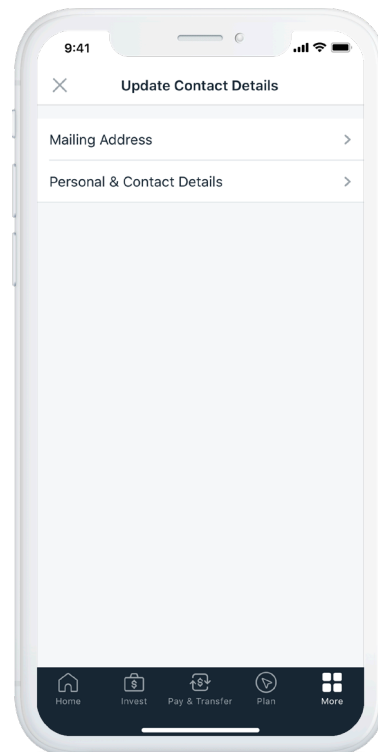 9:41
Update Contact Details
Mailing Address
Personal & Contact Details
Home Invest Pay & Transfer Plan More